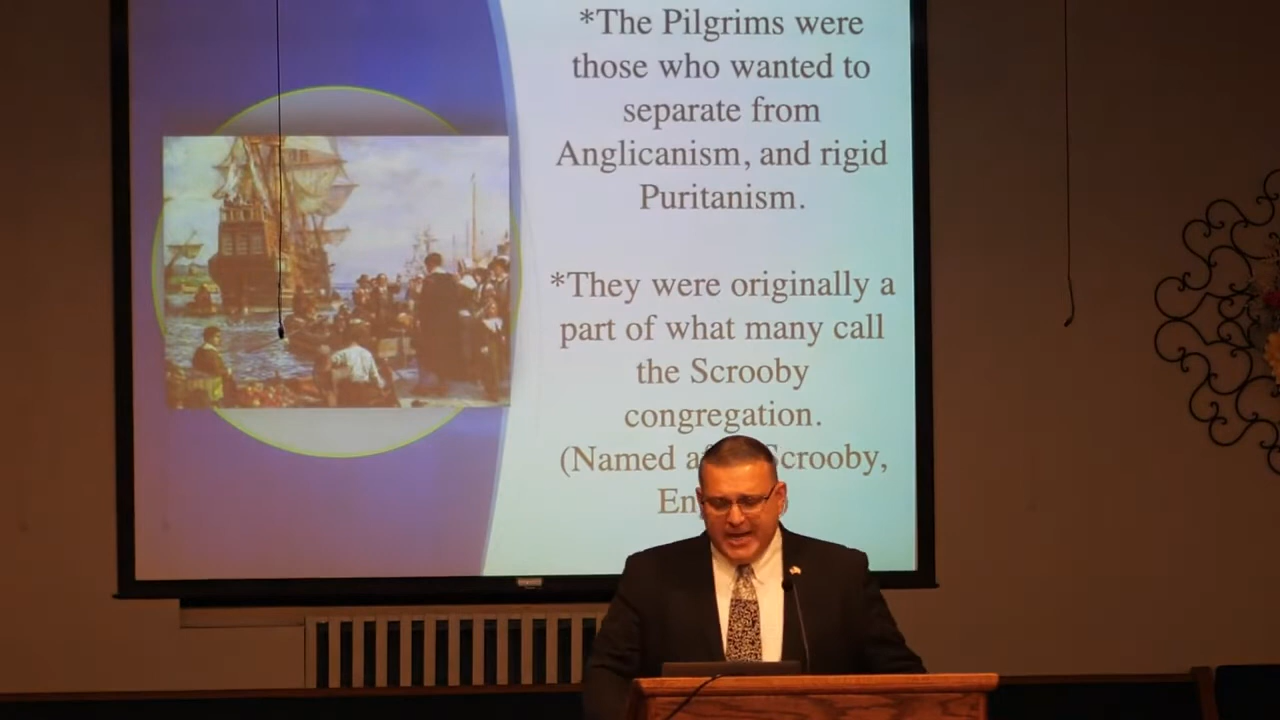 *The Pilgrims were
those who wanted to
separate from
Anglicanism, and rigid
Puritanism.
*They were originally a
part of what many call
the Scrooby
congregation.
(Named Scrooby,